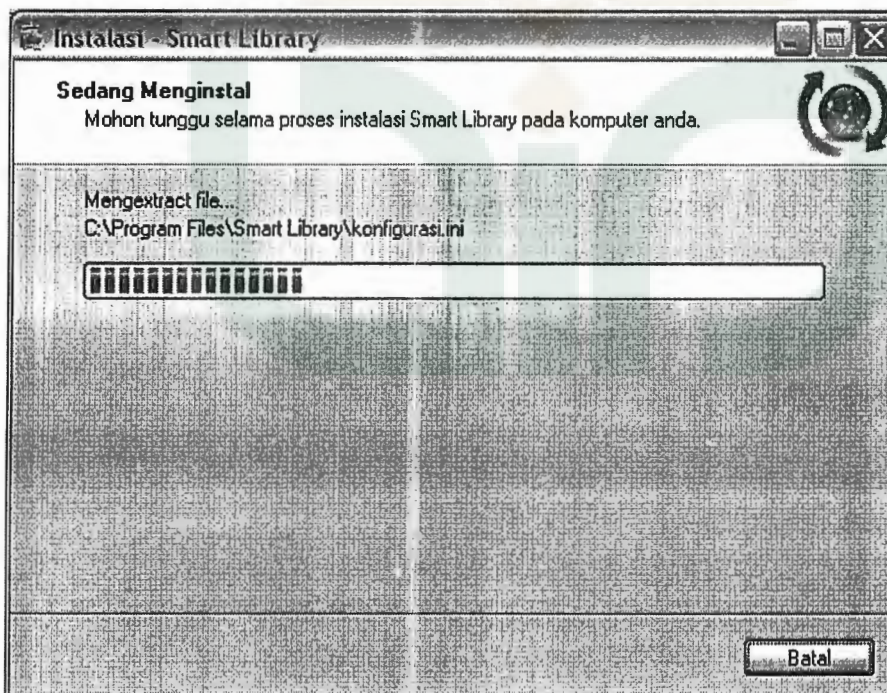 Instalasi - Smart Library
Sedang Menginstal
Mohon tunggu selama proses instalasi Smart Library pada komputer anda.
Mengextract file...
C:\Program Files\Smart Library\konfigurasi.ini
Batal